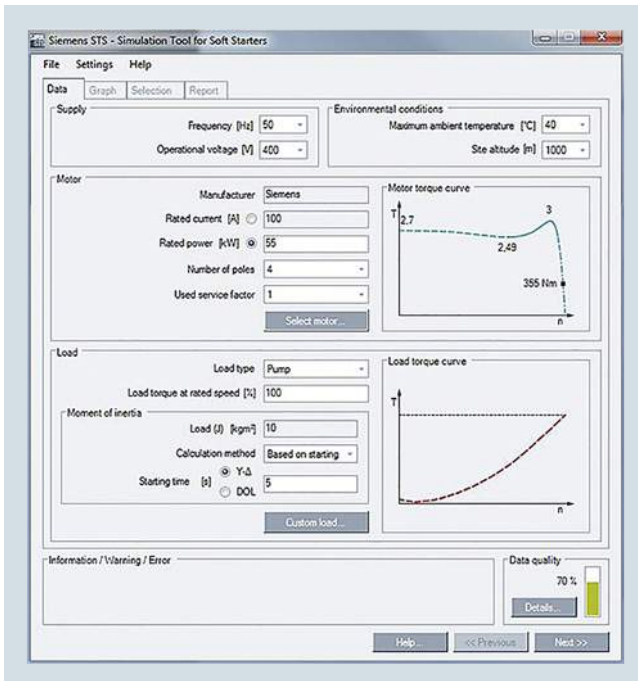 Siemens STS - Simulation Tool for Soft Starters
File Settings Help
Data Graph Selection Report
Supply
Frequency [Hz] 50
Operational voltage [V] 400
Environmental conditions
Maximum ambient temperature [°C] 40
Site altitude [m] 1000
Motor
Manufacturer Siemens
Rated current [A] 100
Rated power [kW] 55
Number of poles 4
Used service factor 1
Select motor...
Motor torque curve
T
2,7
3
2,49
355 Nm
n
Load
Load type Pump
Load torque at rated speed [%] 100
Moment of inertia
Load (J) [kgm²] 10
Calculation method Based on starting
Starting time [s] Y-Δ
DOL
5
Custom load...
Load torque curve
T
n
Information / Warning / Error
Data quality
70 %
Details...
Help... << Previous Next >>